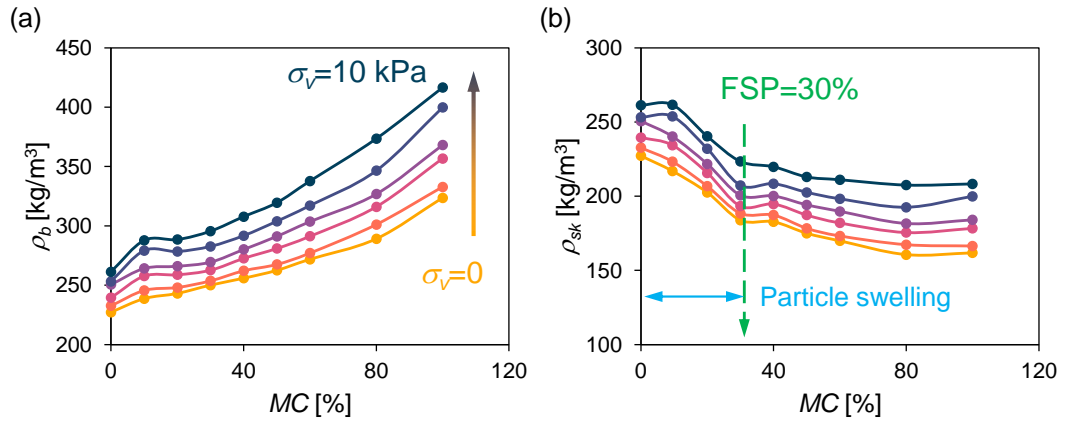 (a)
450
400
350
300
250
200
ρb [kg/m³]
0
40
80
120
MC [%]
σV=10 kPa
σV=0
(b)
300
250
200
150
100
ρsk [kg/m³]
0
40
80
120
MC [%]
FSP=30%
Particle swelling